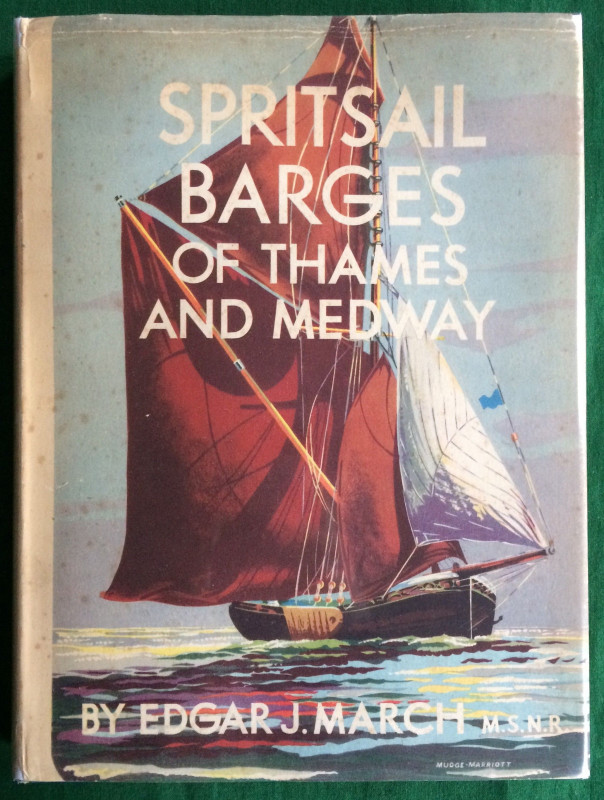 SPRITSAIL
BARGES
OF THAMES
AND MEDWAY
BY EDGAR J. MARCH M.S.N.R.
MUDGE-MARRIOTT